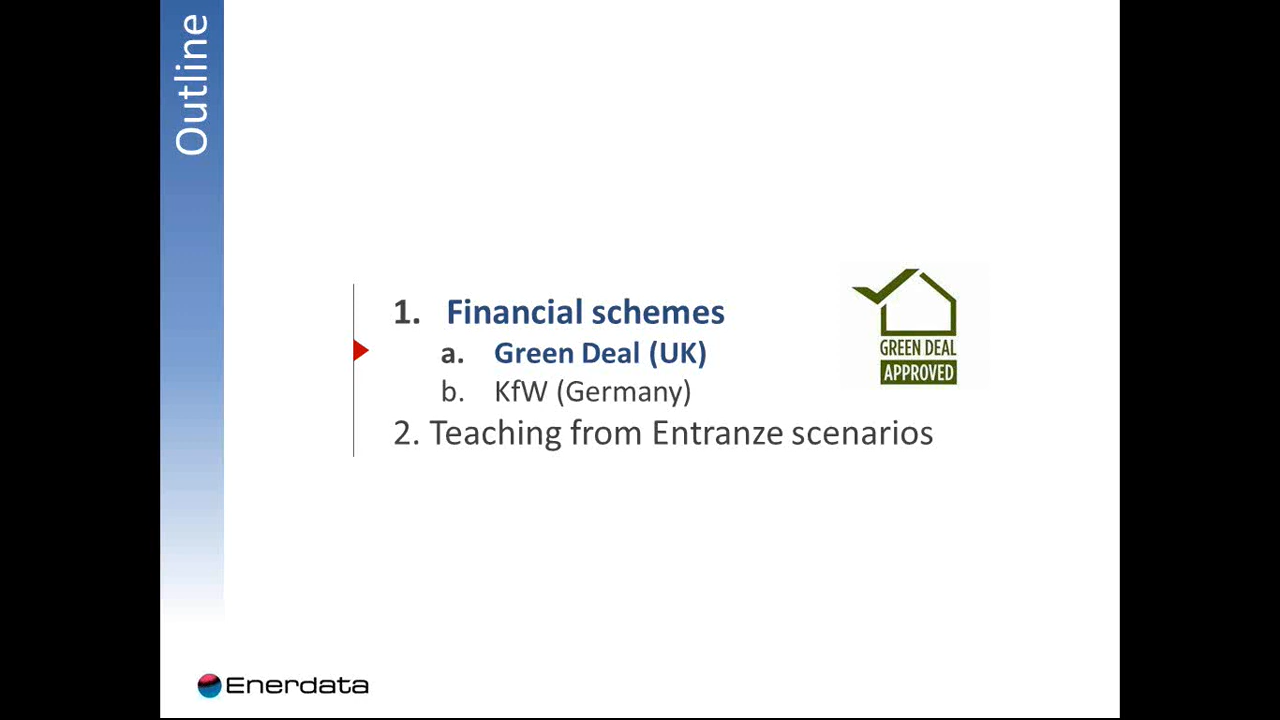 Outline
1. Financial schemes
a. Green Deal (UK)
b. KfW (Germany)
2. Teaching from Entranze scenarios
GREEN DEAL
APPROVED
Enerdata